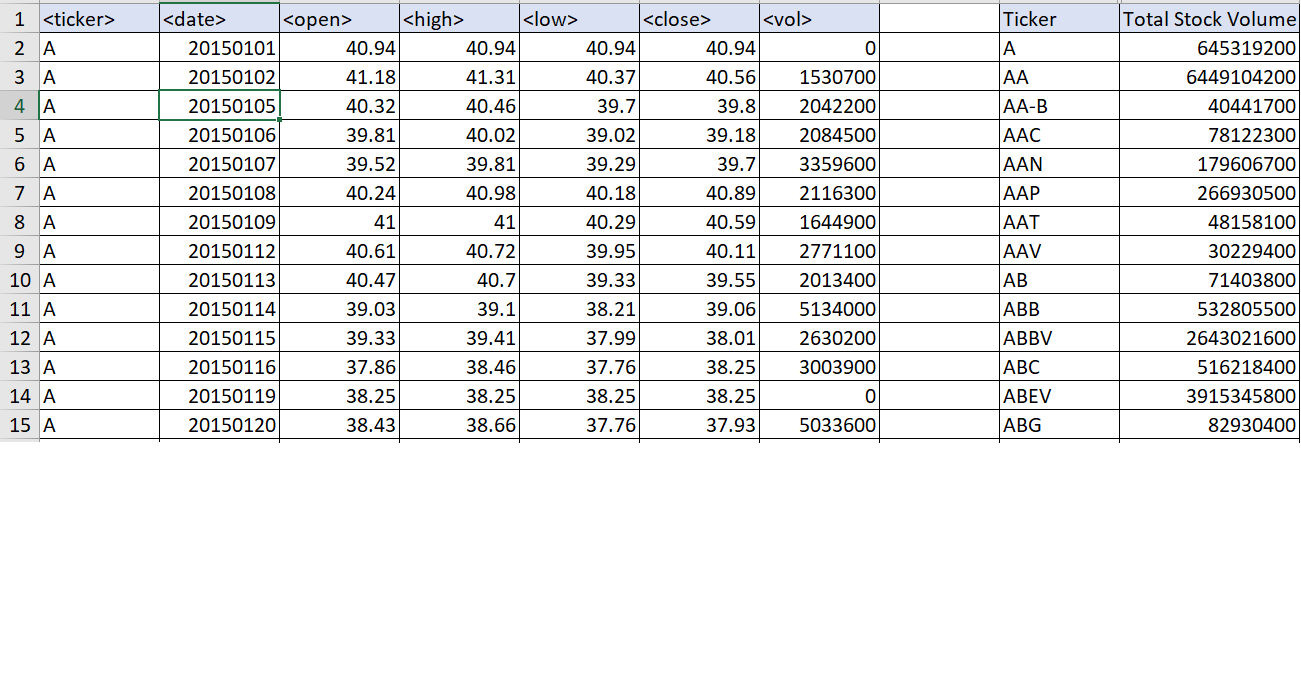 1 <ticker> <date> <open> <high> <low> <close> <vol> Ticker Total Stock Volume
2 A 20150101 40.94 40.94 40.94 40.94 0 A 645319200
3 A 20150102 41.18 41.31 40.37 40.56 1530700 AA 6449104200
4 A 20150105 40.32 40.46 39.7 39.8 2042200 AA-B 40441700
5 A 20150106 39.81 40.02 39.02 39.18 2084500 AAC 78122300
6 A 20150107 39.52 39.81 39.29 39.7 3359600 AAN 179606700
7 A 20150108 40.24 40.98 40.18 40.89 2116300 AAP 266930500
8 A 20150109 41 41 40.29 40.59 1644900 AAT 48158100
9 A 20150112 40.61 40.72 39.95 40.11 2771100 AAV 30229400
10 A 20150113 40.47 40.7 39.33 39.55 2013400 AB 71403800
11 A 20150114 39.03 39.1 38.21 39.06 5134000 ABB 532805500
12 A 20150115 39.33 39.41 37.99 38.01 2630200 ABBV 2643021600
13 A 20150116 37.86 38.46 37.76 38.25 3003900 ABC 516218400
14 A 20150119 38.25 38.25 38.25 38.25 0 ABEV 3915345800
15 A 20150120 38.43 38.66 37.76 37.93 5033600 ABG 82930400